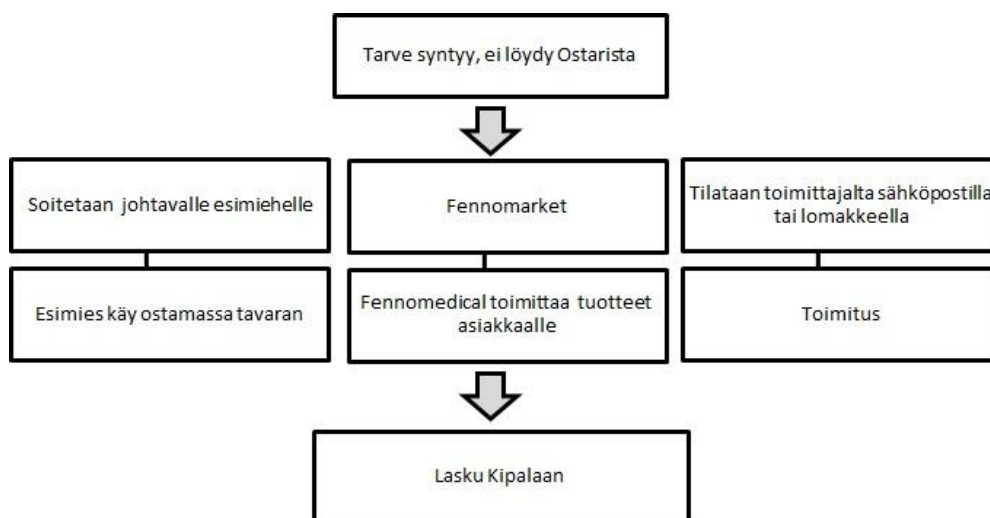 Tarve syntyy, ei löydy Ostarista
Soitetaan johtavalle esimiehelle
Fennomarket
Tilataan toimittajalta sähköpostilla
tai lomakkeella
Esimies käy ostamassa tavaran
Fennomedical toimittaa tuotteet
asiakkaalle
Toimitus
Lasku Kipalaan